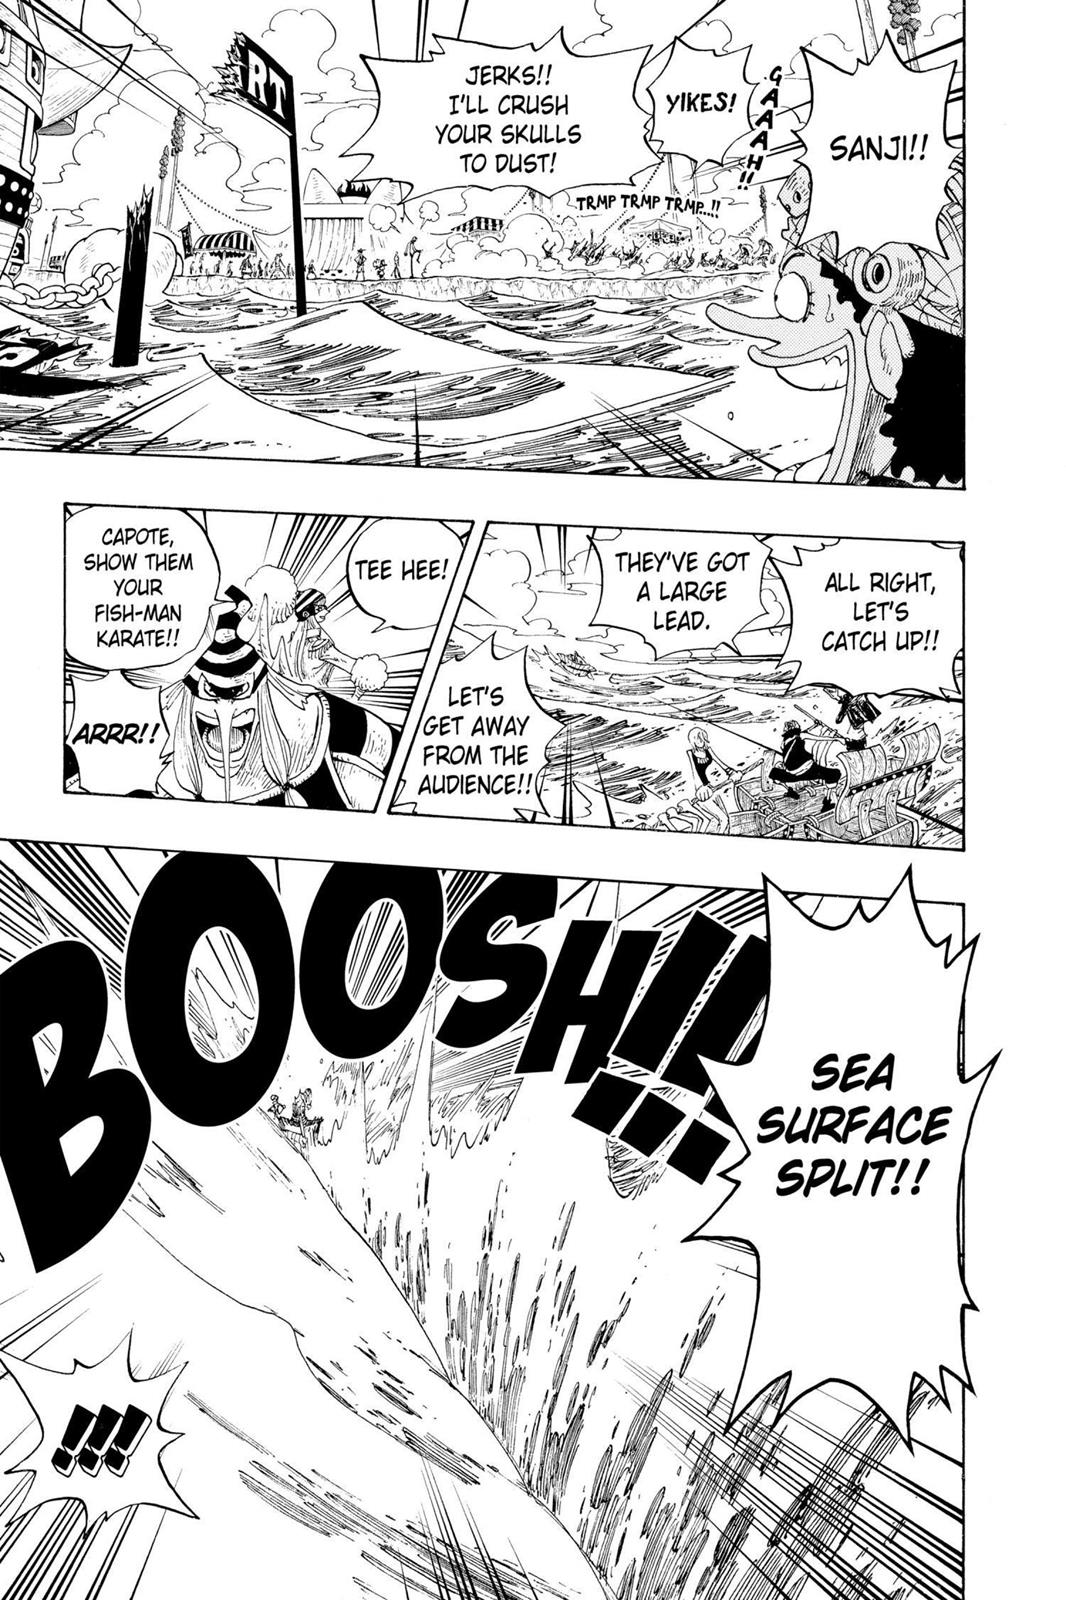 SANJI!!
GAAAH!!
YIKES!
JERKS!!
I'LL CRUSH
YOUR SKULLS
TO DUST!
TRMP TRMP TRMP...!!
RT
ALL RIGHT,
LET'S
CATCH UP!!
THEY'VE GOT
A LARGE
LEAD.
LET'S
GET AWAY
FROM THE
AUDIENCE!!
TEE HEE!
CAPOTE,
SHOW THEM
YOUR
FISH-MAN
KARATE!!
ARRR!!
SEA
SURFACE
SPLIT!!
BOOSH!!!
!!!